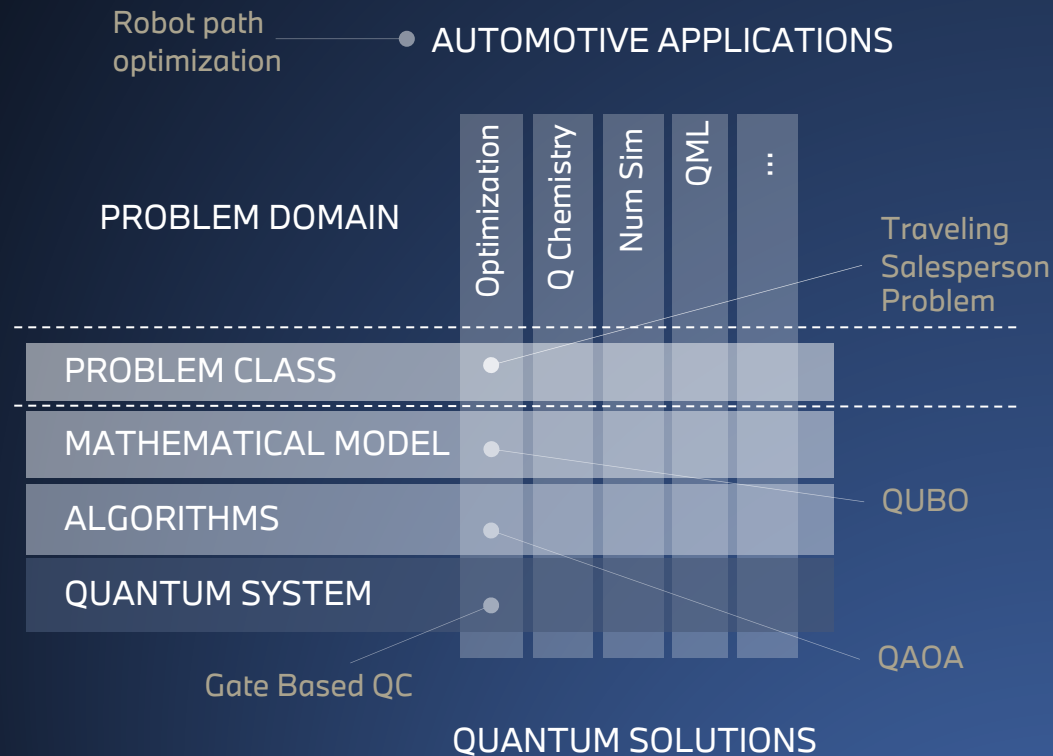 Robot path
optimization
AUTOMOTIVE APPLICATIONS
Optimization
Q Chemistry
Num Sim
QML
...
PROBLEM DOMAIN
Traveling
Salesperson
Problem
PROBLEM CLASS
MATHEMATICAL MODEL
QUBO
ALGORITHMS
QUANTUM SYSTEM
QAOA
Gate Based QC
QUANTUM SOLUTIONS